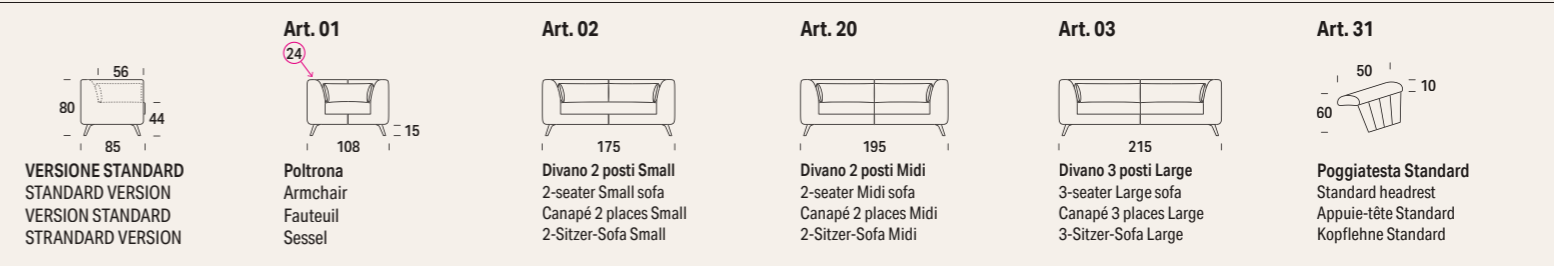 56
80
44
85
VERSIONE STANDARD
STANDARD VERSION
VERSION STANDARD
STRANDARD VERSION
Art. 01
24
15
108
Poltrona
Armchair
Fauteuil
Sessel
Art. 02
175
Divano 2 posti Small
2-seater Small sofa
Canapé 2 places Small
2-Sitzer-Sofa Small
Art. 20
195
Divano 2 posti Midi
2-seater Midi sofa
Canapé 2 places Midi
2-Sitzer-Sofa Midi
Art. 03
215
Divano 3 posti Large
3-seater Large sofa
Canapé 3 places Large
3-Sitzer-Sofa Large
Art. 31
50
10
60
Poggiatesta Standard
Standard headrest
Appuie-tête Standard
Kopflehne Standard